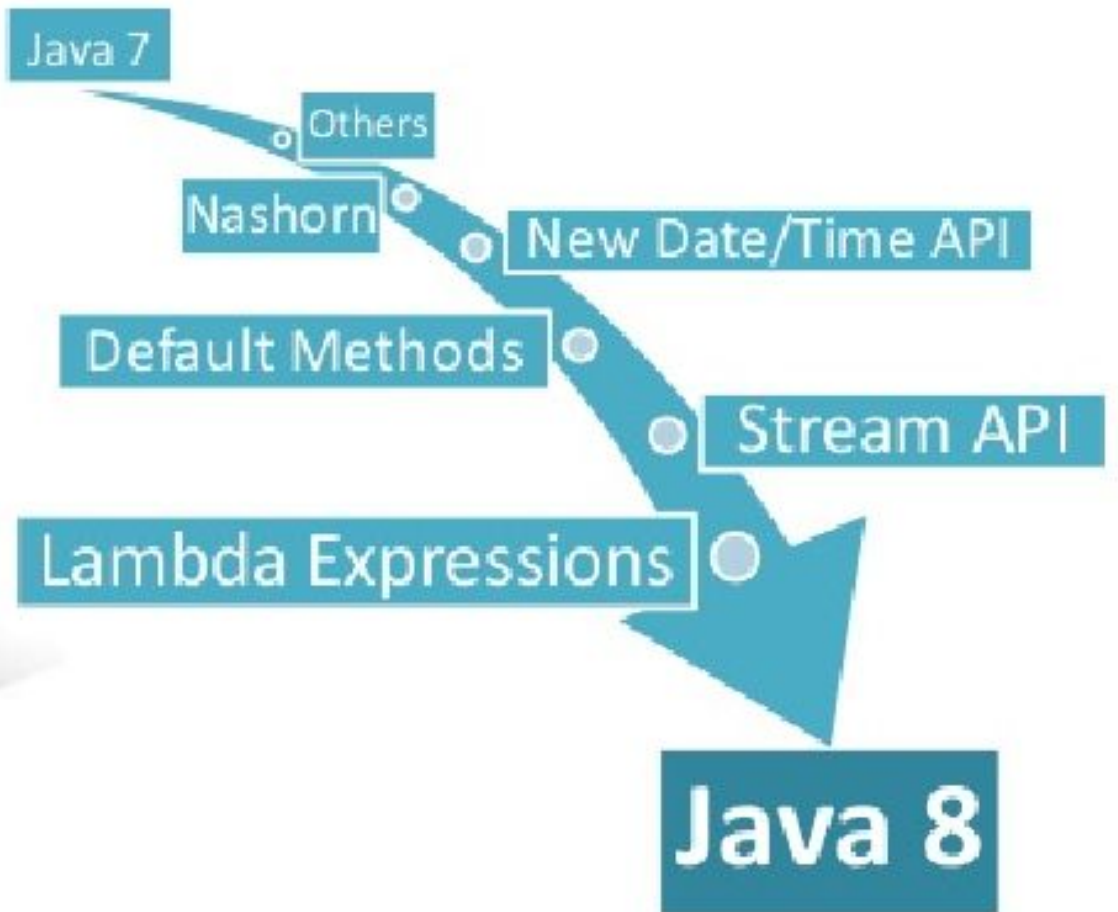 Java 7
Others
Nashorn
New Date/Time API
Default Methods
Stream API
Lambda Expressions
Java 8